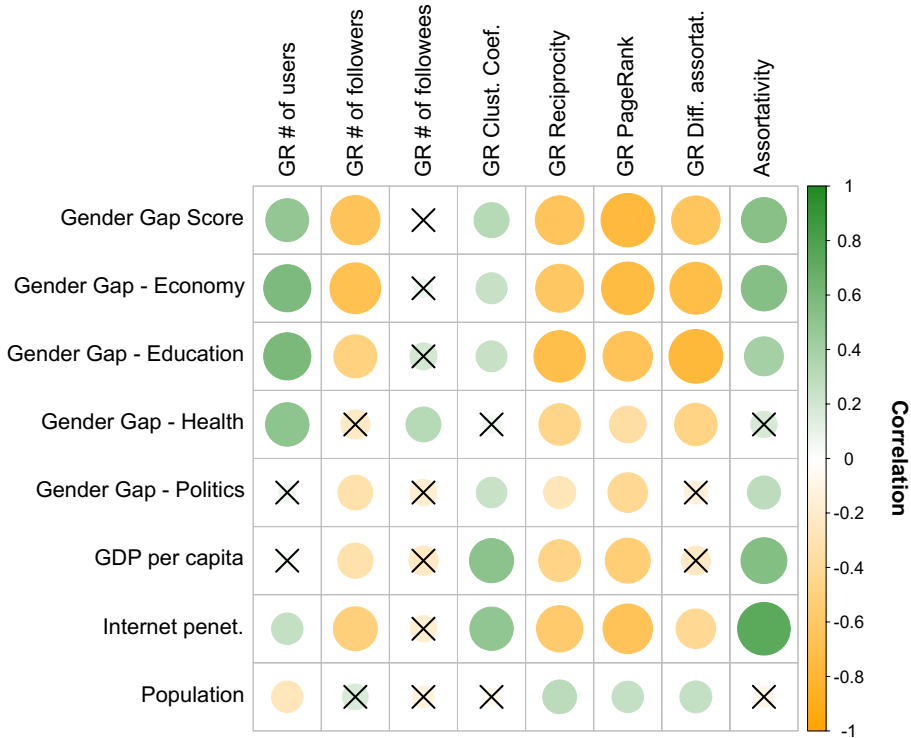 GR # of users
GR # of followers
GR # of followees
GR Clust. Coef.
GR Reciprocity
GR PageRank
GR Diff. assortat.
Assortativity
Gender Gap Score
Gender Gap - Economy
Gender Gap - Education
Gender Gap - Health
Gender Gap - Politics
GDP per capita
Internet penet.
Population
1
0.8
0.6
0.4
0.2
0
-0.2
-0.4
-0.6
-0.8
-1
Correlation